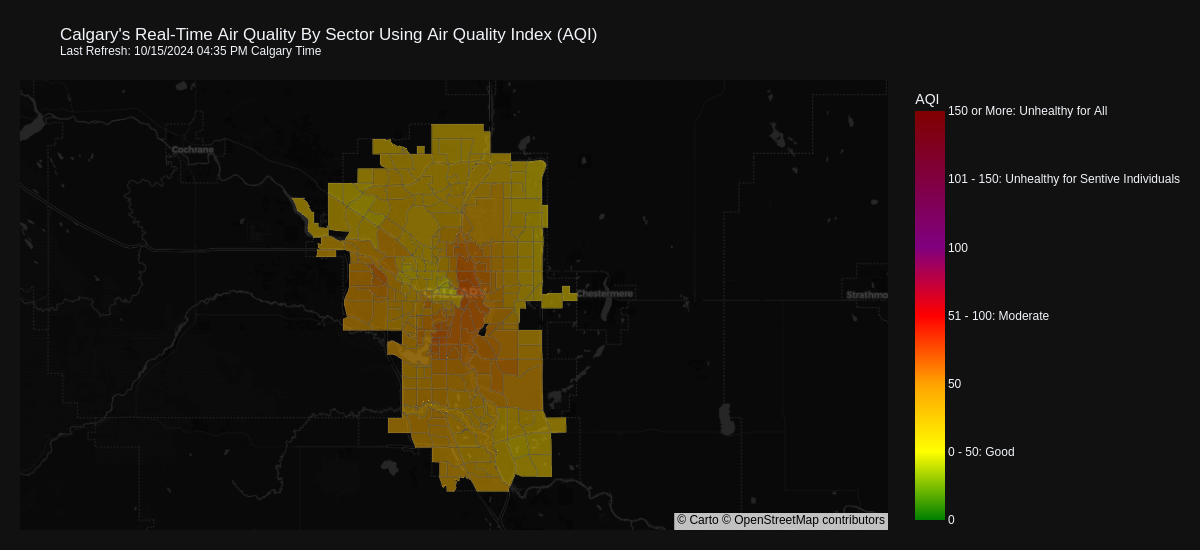 Calgary's Real-Time Air Quality By Sector Using Air Quality Index (AQI)
Last Refresh: 10/15/2024 04:35 PM Calgary Time
AQI
150 or More: Unhealthy for All
101 - 150: Unhealthy for Sentive Individuals
100
51 - 100: Moderate
50
0 - 50: Good
0
Cochrane
CALGARY
Chestermere
Strathmo
© Carto © OpenStreetMap contributors